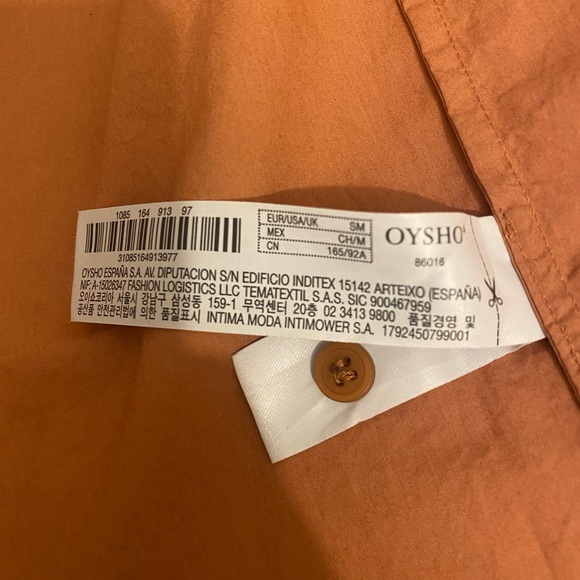 1085 164 913 97
31085164913977
EUR/USA/UK SM
MEX CH/M
CN 165/92A
OYSHO
86016
OYSHO ESPAÑA S.A. AV. DIPUTACION S/N EDIFICIO INDITEX 15142 ARTEIXO (ESPAÑA)
NIF: A-15026347 FASHION LOGISTICS LLC TEMATEXTIL S.A.S. SIC 900467959
오이쇼코리아 서울시 강남구 삼성동 159-1 무역센터 20층 02 3413 9800 품질경영 및
공산품 안전관리법에 의한 품질표시 INTIMA MODA INTIMOWER S.A. 1792450799001